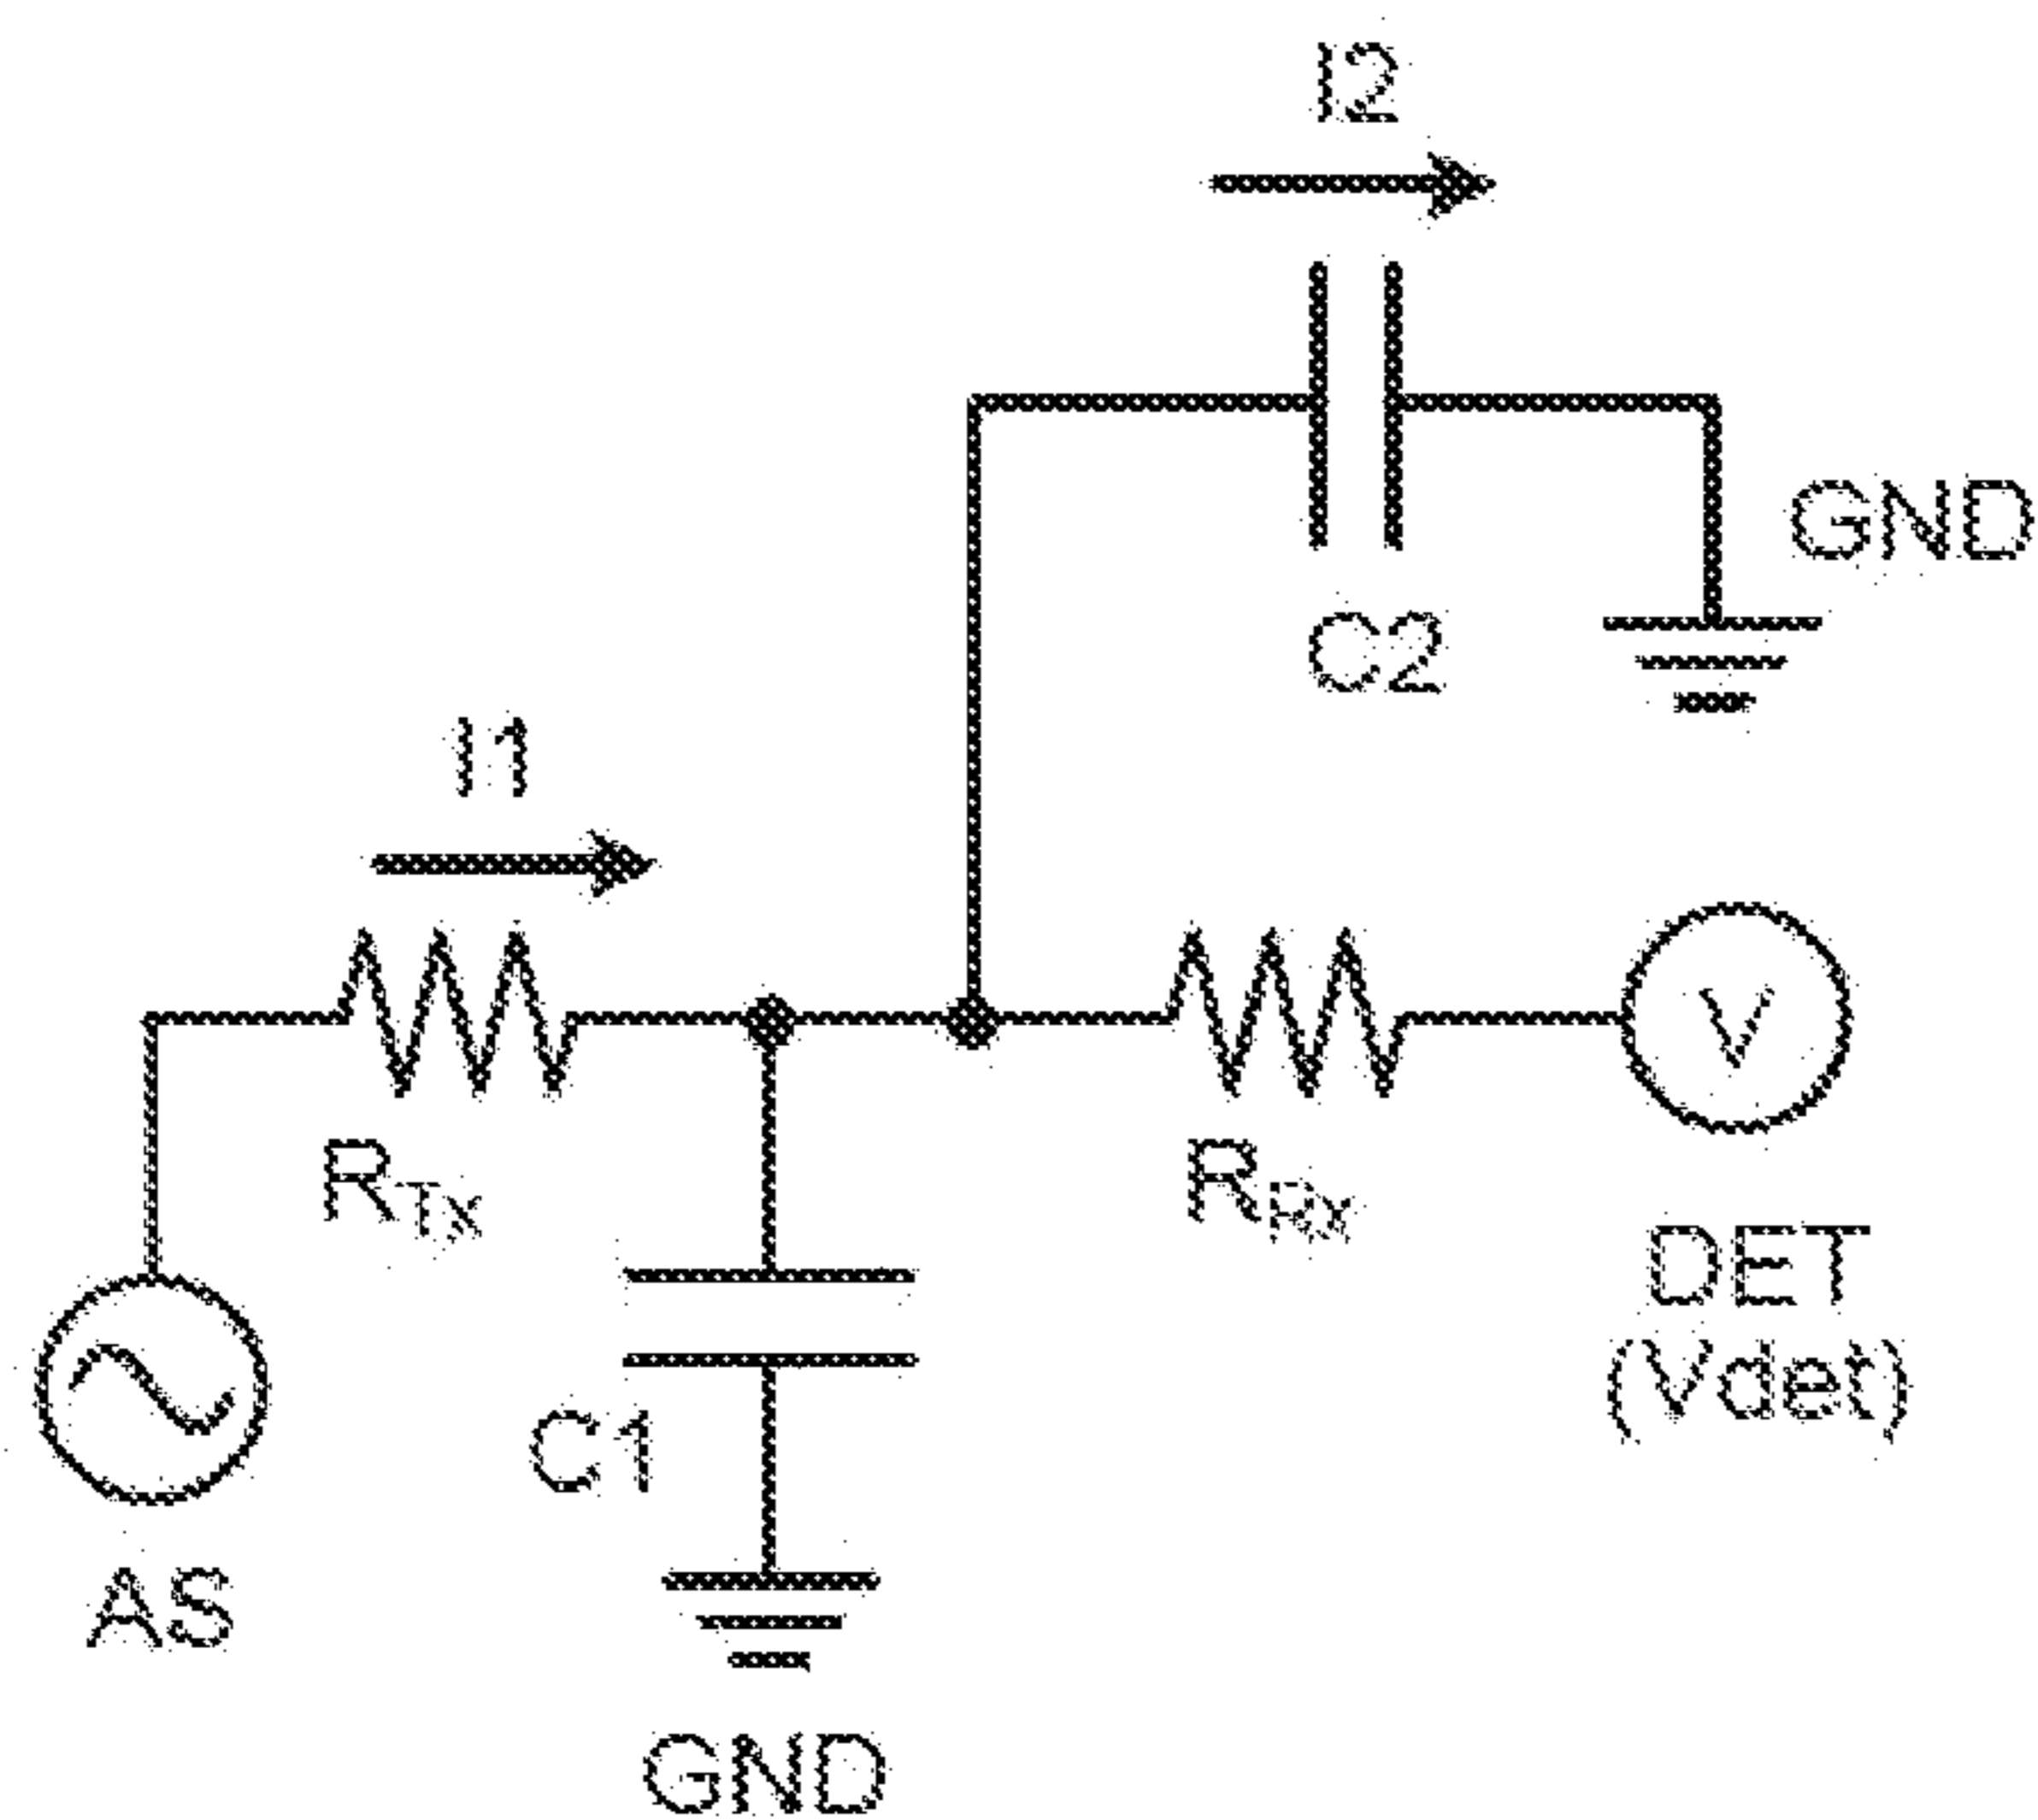 I2
GND
C2
I1
V
RTx
RRx
DET
(Vdet)
C1
AS
GND